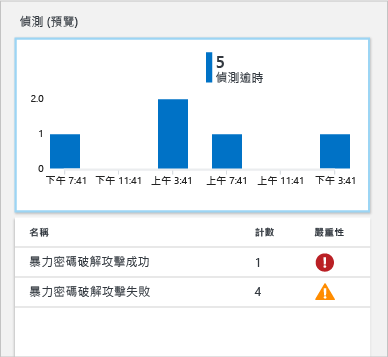 偵測 (預覽)
5
偵測逾時
2.0
1
0
下午 7:41 下午 11:41 上午 3:41 上午 7:41 上午 11:41 下午 3:41
名稱 計數 嚴重性
暴力密碼破解攻擊成功 1
暴力密碼破解攻擊失敗 4